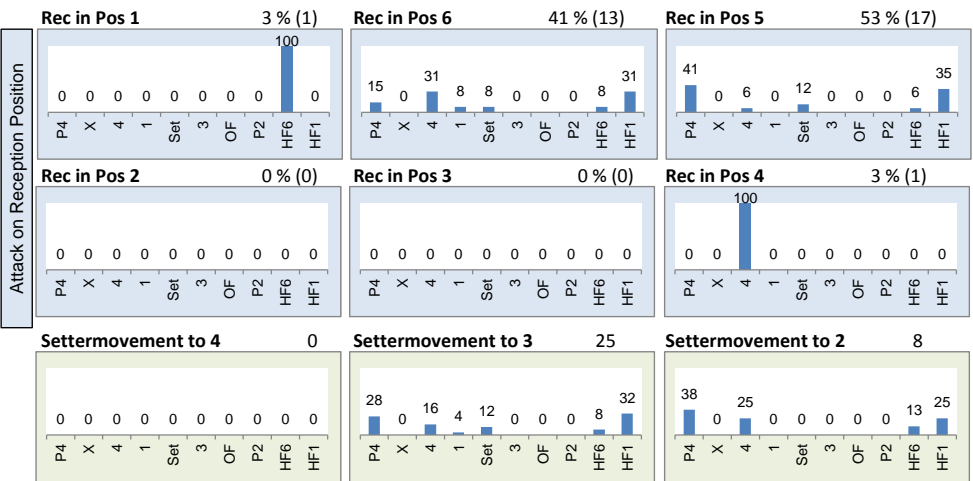 Attack on Reception Position
Rec in Pos 1 3 % (1)
100
0 0 0 0 0 0 0 0 0
P4 X 4 1 Set 3 OF P2 HF6 HF1
Rec in Pos 6 41 % (13)
15 0 31 8 8 0 0 0 8 31
P4 X 4 1 Set 3 OF P2 HF6 HF1
Rec in Pos 5 53 % (17)
41 0 6 0 12 0 0 0 6 35
P4 X 4 1 Set 3 OF P2 HF6 HF1
Rec in Pos 2 0 % (0)
0 0 0 0 0 0 0 0 0 0
P4 X 4 1 Set 3 OF P2 HF6 HF1
Rec in Pos 3 0 % (0)
0 0 0 0 0 0 0 0 0 0
P4 X 4 1 Set 3 OF P2 HF6 HF1
Rec in Pos 4 3 % (1)
100
0 0 0 0 0 0 0 0 0
P4 X 4 1 Set 3 OF P2 HF6 HF1
Settermovement to 4 0
0 0 0 0 0 0 0 0 0 0
P4 X 4 1 Set 3 OF P2 HF6 HF1
Settermovement to 3 25
28 0 16 4 12 0 0 0 8 32
P4 X 4 1 Set 3 OF P2 HF6 HF1
Settermovement to 2 8
38 0 25 0 0 0 0 0 13 25
P4 X 4 1 Set 3 OF P2 HF6 HF1